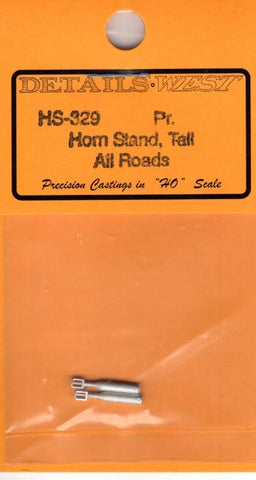 DETAILS·WEST
HS-329 Pr.
Horn Stand, Tall
All Roads
Precision Castings in "HO" Scale